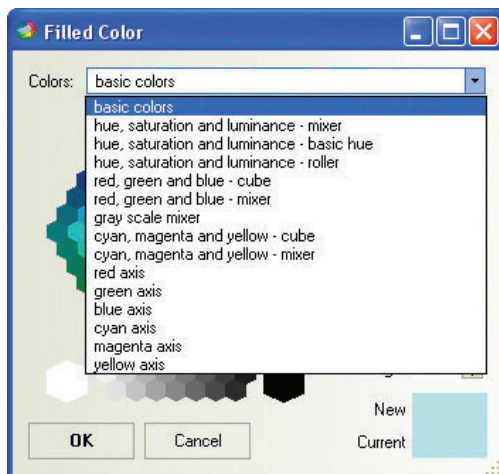 Filled Color
Colors: basic colors
basic colors
hue, saturation and luminance - mixer
hue, saturation and luminance - basic hue
hue, saturation and luminance - roller
red, green and blue - cube
red, green and blue - mixer
gray scale mixer
cyan, magenta and yellow - cube
cyan, magenta and yellow - mixer
red axis
green axis
blue axis
cyan axis
magenta axis
yellow axis
New
OK Cancel Current